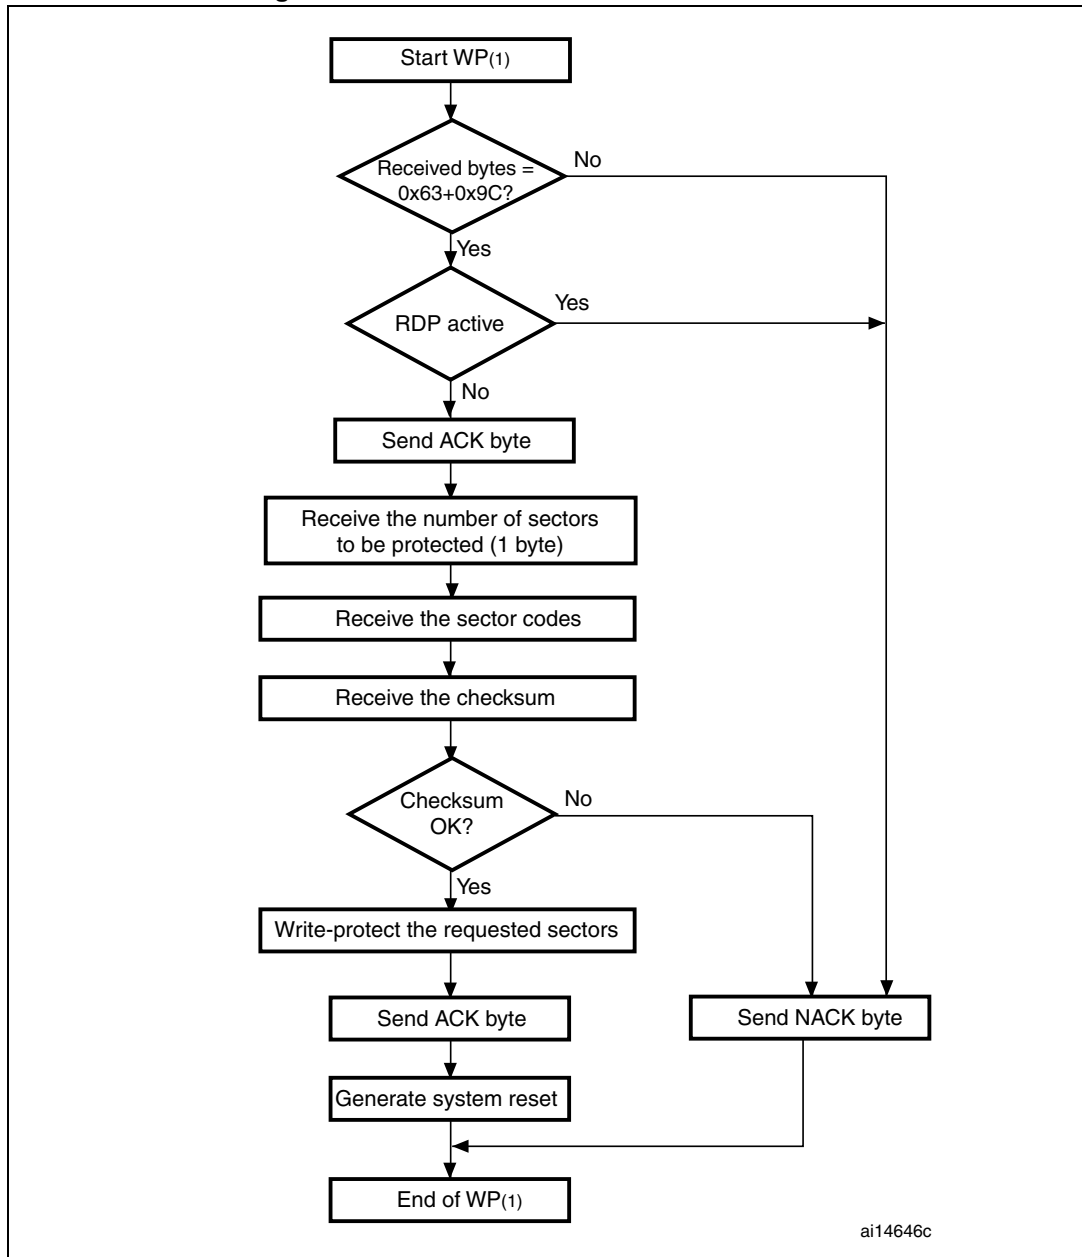 Start WP(1)
Received bytes =
0x63+0x9C?
No
Yes
RDP active
Yes
No
Send ACK byte
Receive the number of sectors
to be protected (1 byte)
Receive the sector codes
Receive the checksum
Checksum
OK?
No
Yes
Write-protect the requested sectors
Send ACK byte
Send NACK byte
Generate system reset
End of WP(1)
ai14646c